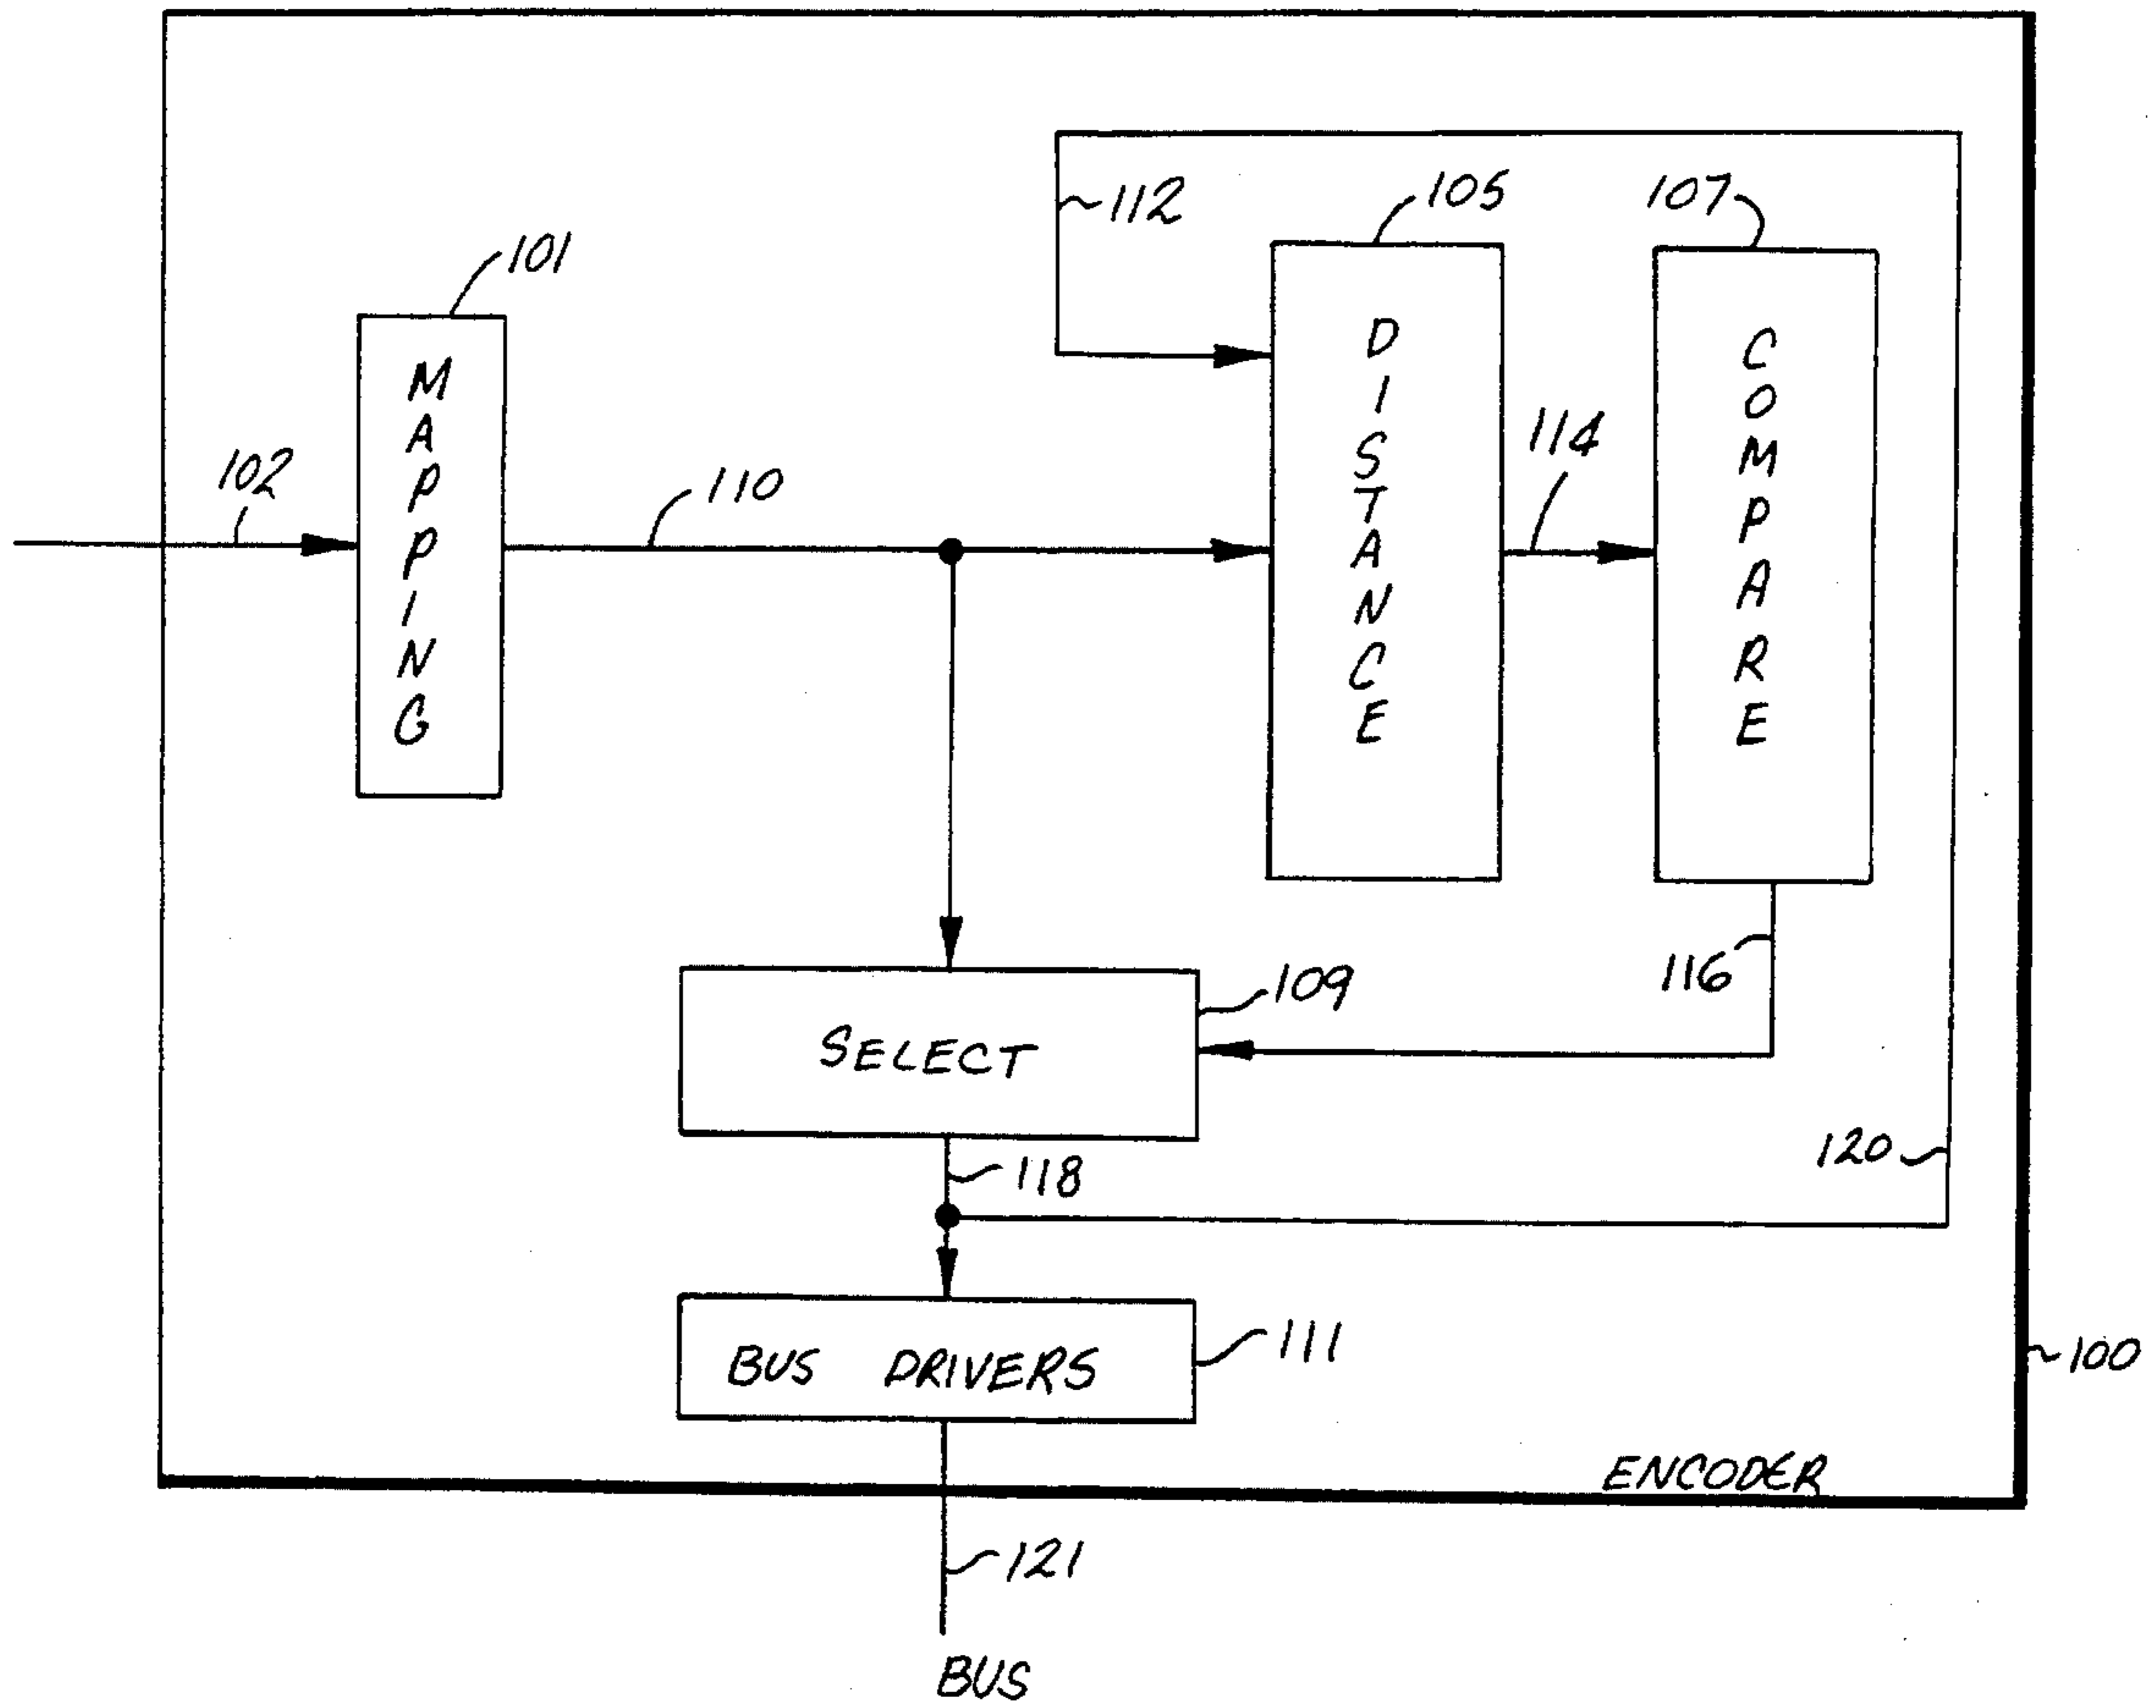 112
105
107
101
MAPPING
DISTANCE
COMPARE
102
110
114
116
109
SELECT
118
120
BUS DRIVERS
111
100
ENCODER
121
BUS